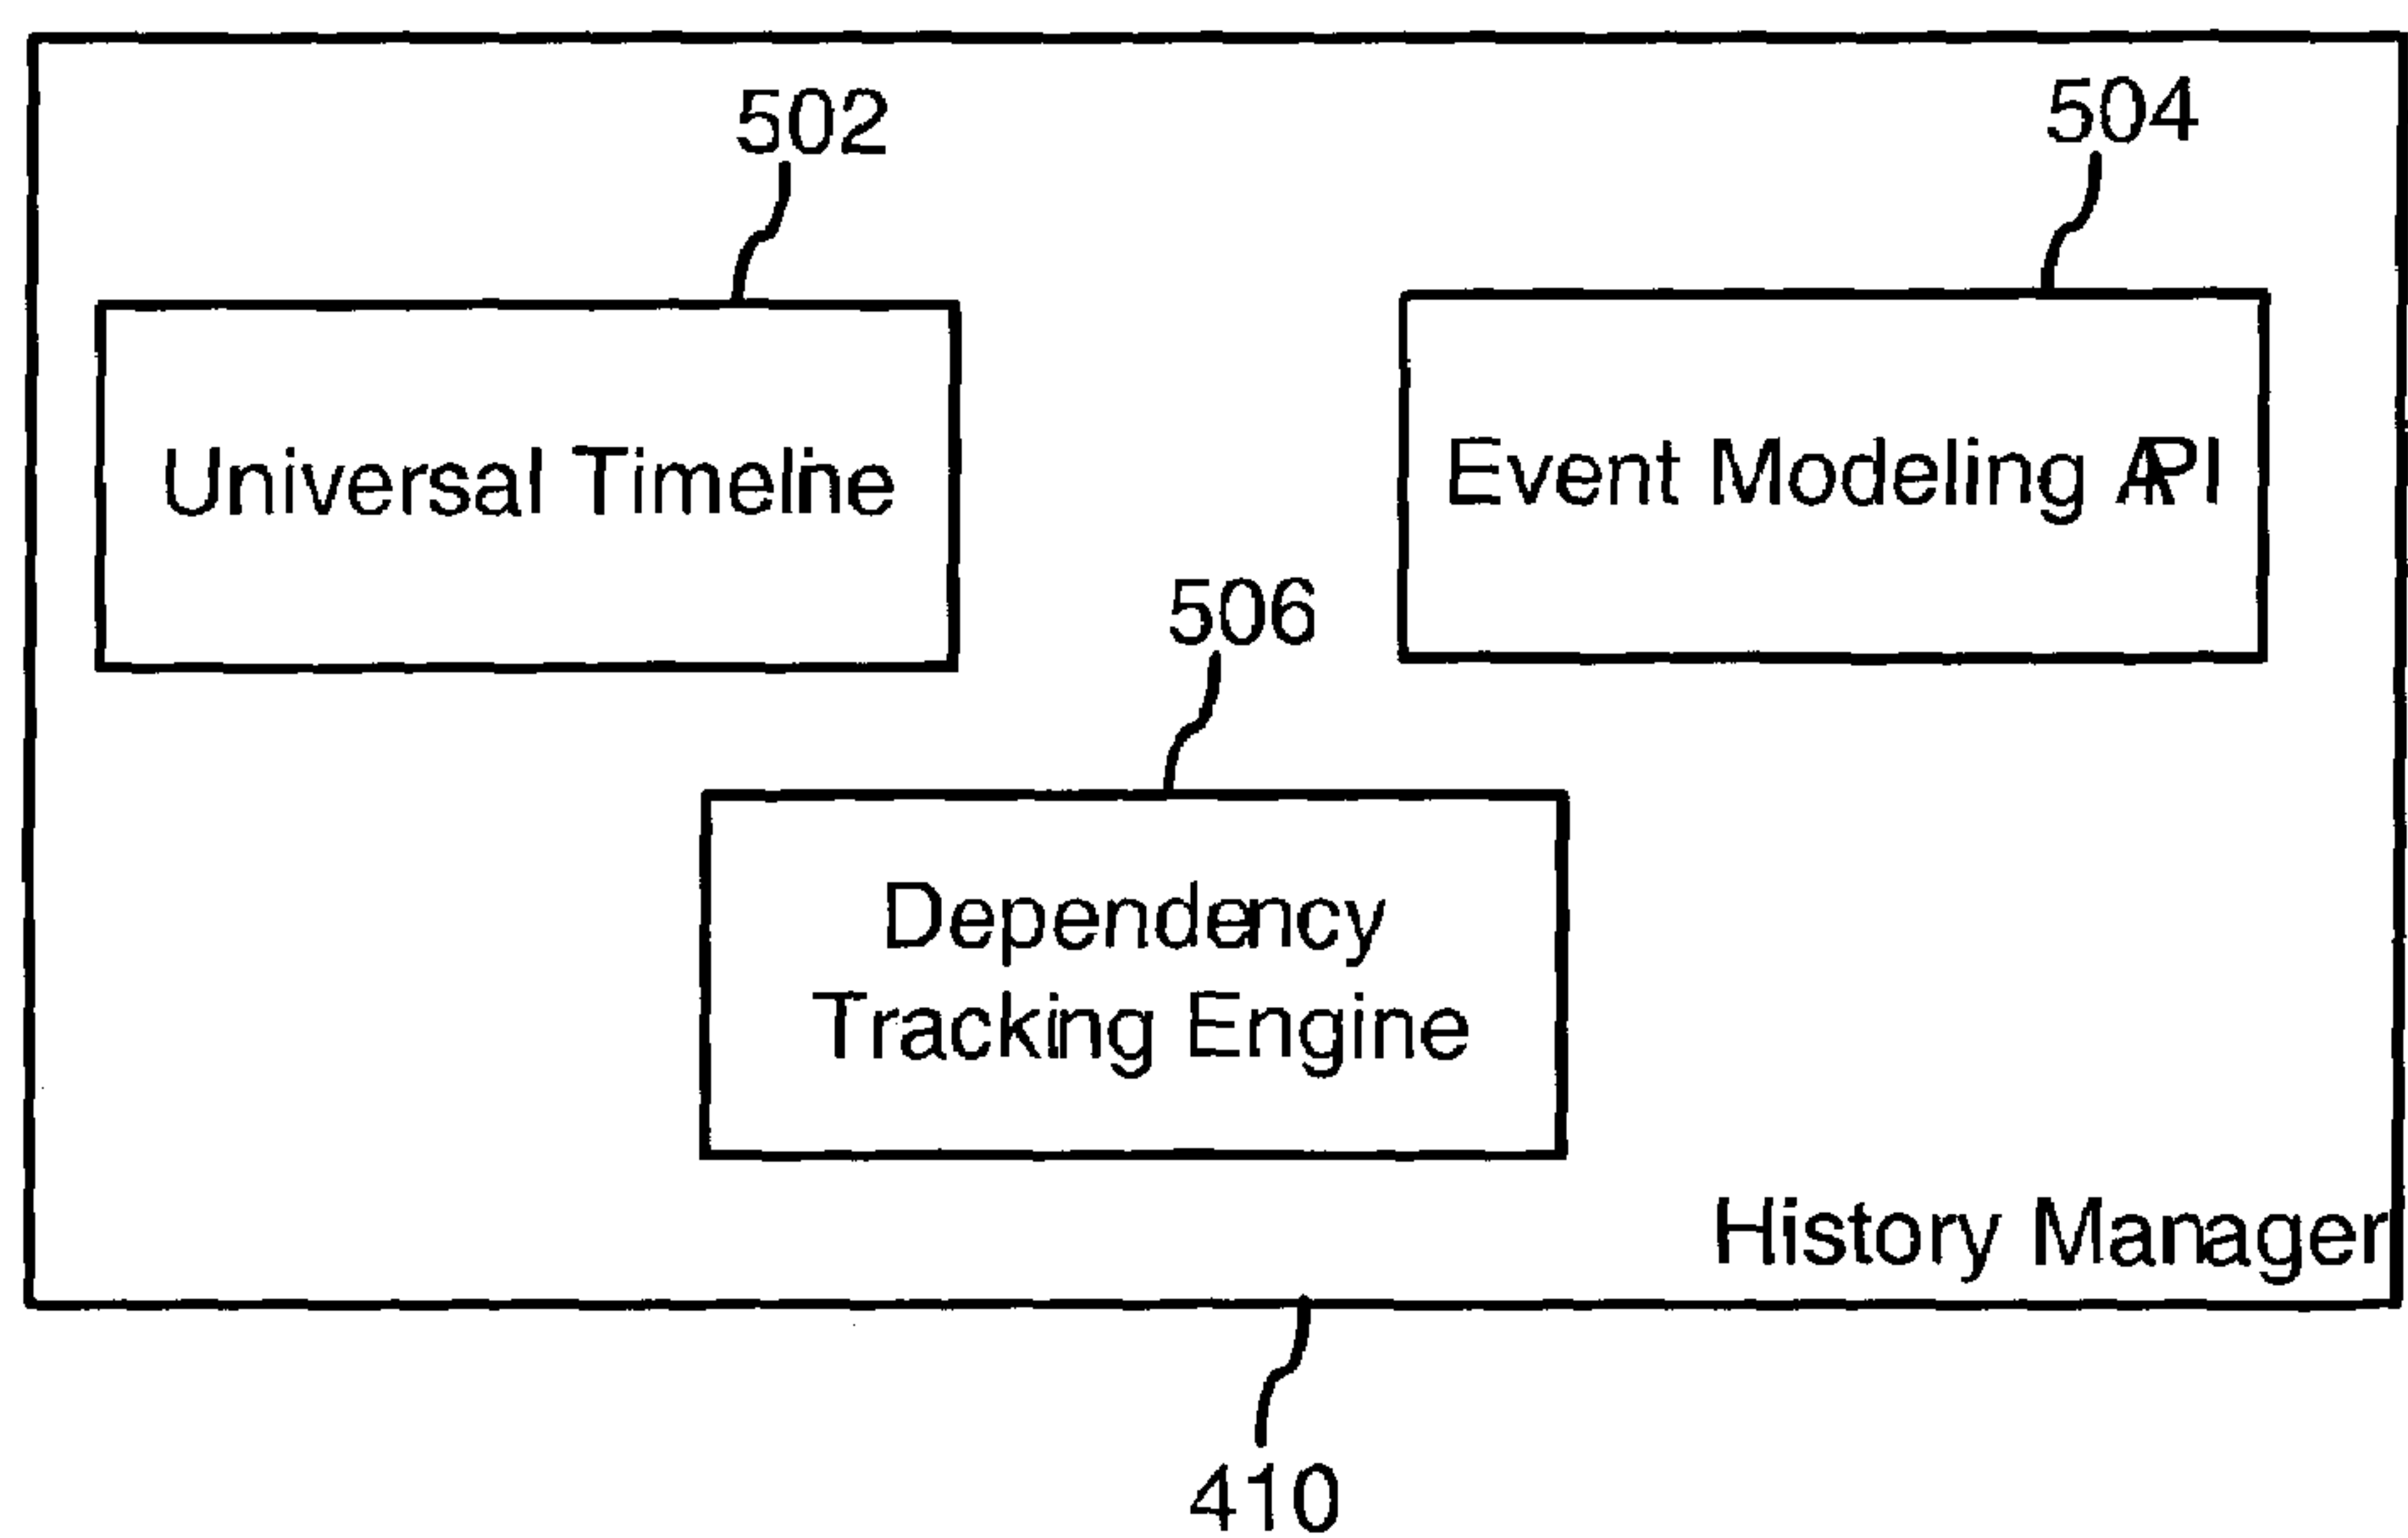 502
504
Universal Timeline
Event Modeling API
506
Dependency
Tracking Engine
History Manager
410